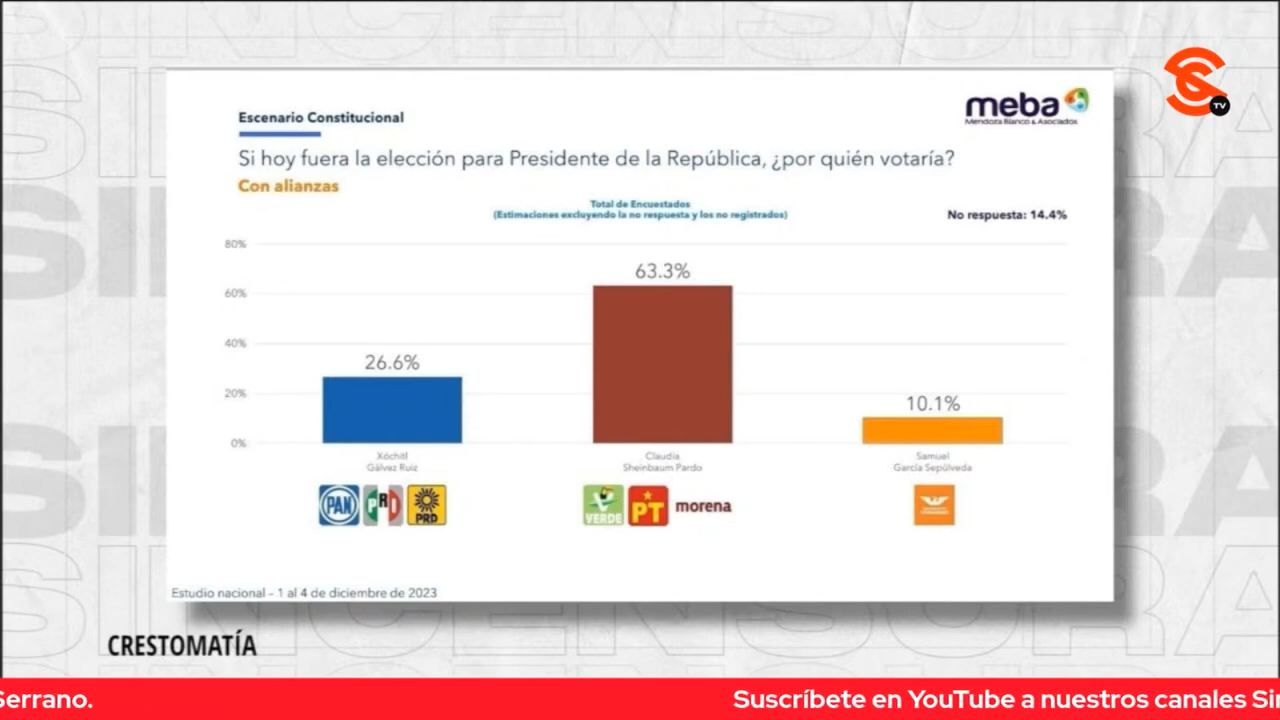 SINCENSURA
TV
Escenario Constitucional
meba
Mendoza Blanco & Asociados
Si hoy fuera la elección para Presidente de la República, ¿por quién votaría?
Con alianzas
Total de Encuestados
(Estimaciones excluyendo la no respuesta y los no registrados)
No respuesta: 14.4%
80%
60%
40%
20%
0%
26.6%
63.3%
10.1%
Xóchitl
Gálvez Ruiz
Claudia
Sheinbaum Pardo
Samuel
García Sepúlveda
PAN
PRI
PRD
VERDE
PT
morena
Estudio nacional - 1 al 4 de diciembre de 2023
CRESTOMATÍA
Serrano.
Suscríbete en YouTube a nuestros canales Sin